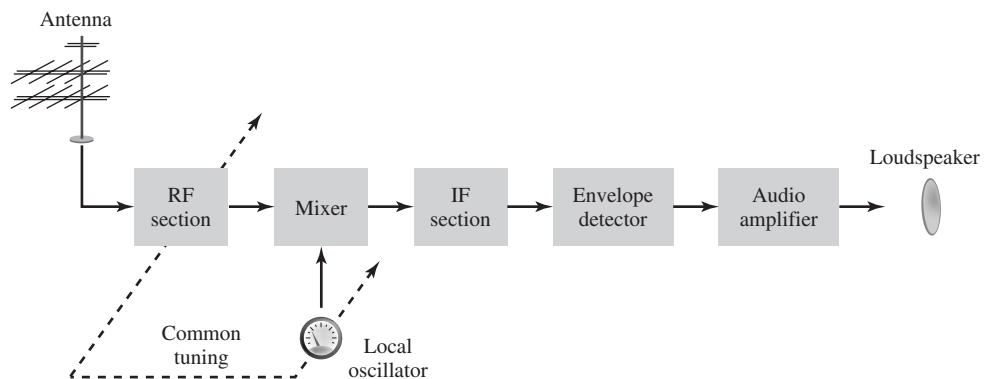 Antenna
RF
section
Mixer
IF
section
Envelope
detector
Audio
amplifier
Loudspeaker
Common
tuning
Local
oscillator